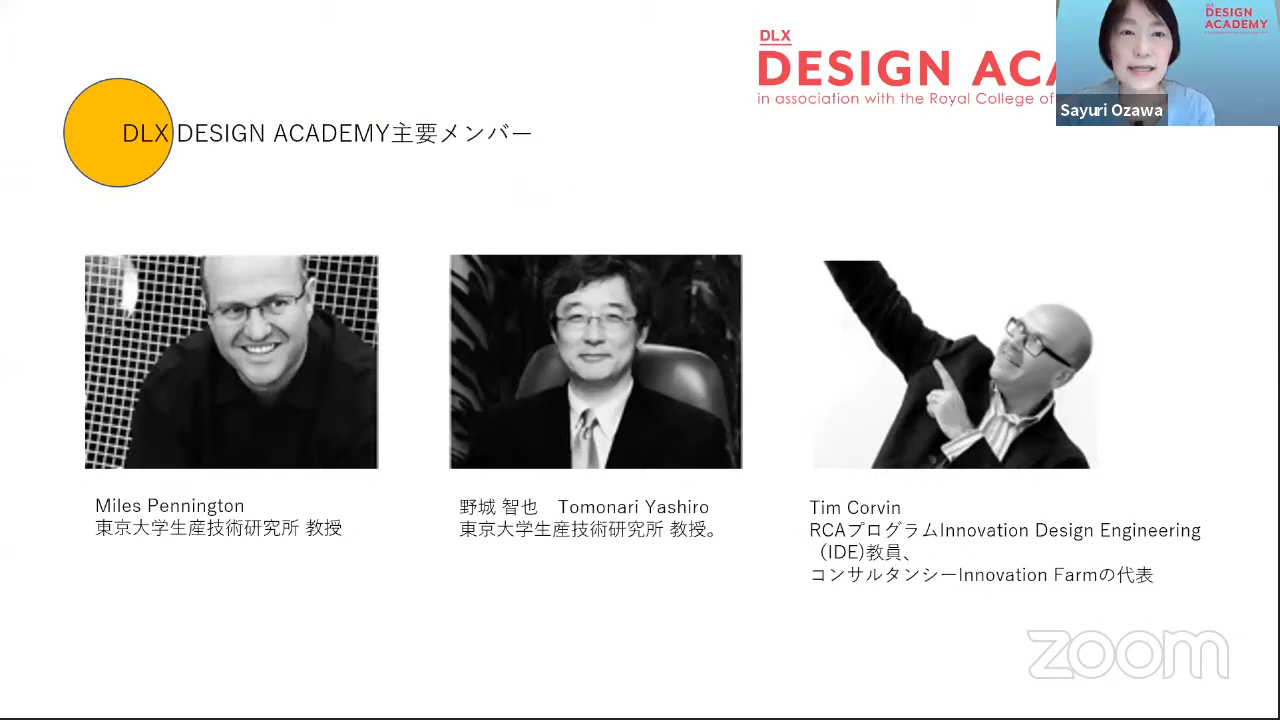 DLX
DESIGN ACA
in association with the Royal College of
DLX
DESIGN
ACADEMY
Sayuri Ozawa
DLX DESIGN ACADEMY主要メンバー
Miles Pennington
東京大学生産技術研究所 教授
野城 智也　Tomonari Yashiro
東京大学生産技術研究所 教授。
Tim Corvin
RCAプログラムInnovation Design Engineering
（IDE)教員、
コンサルタンシーInnovation Farmの代表
zoom